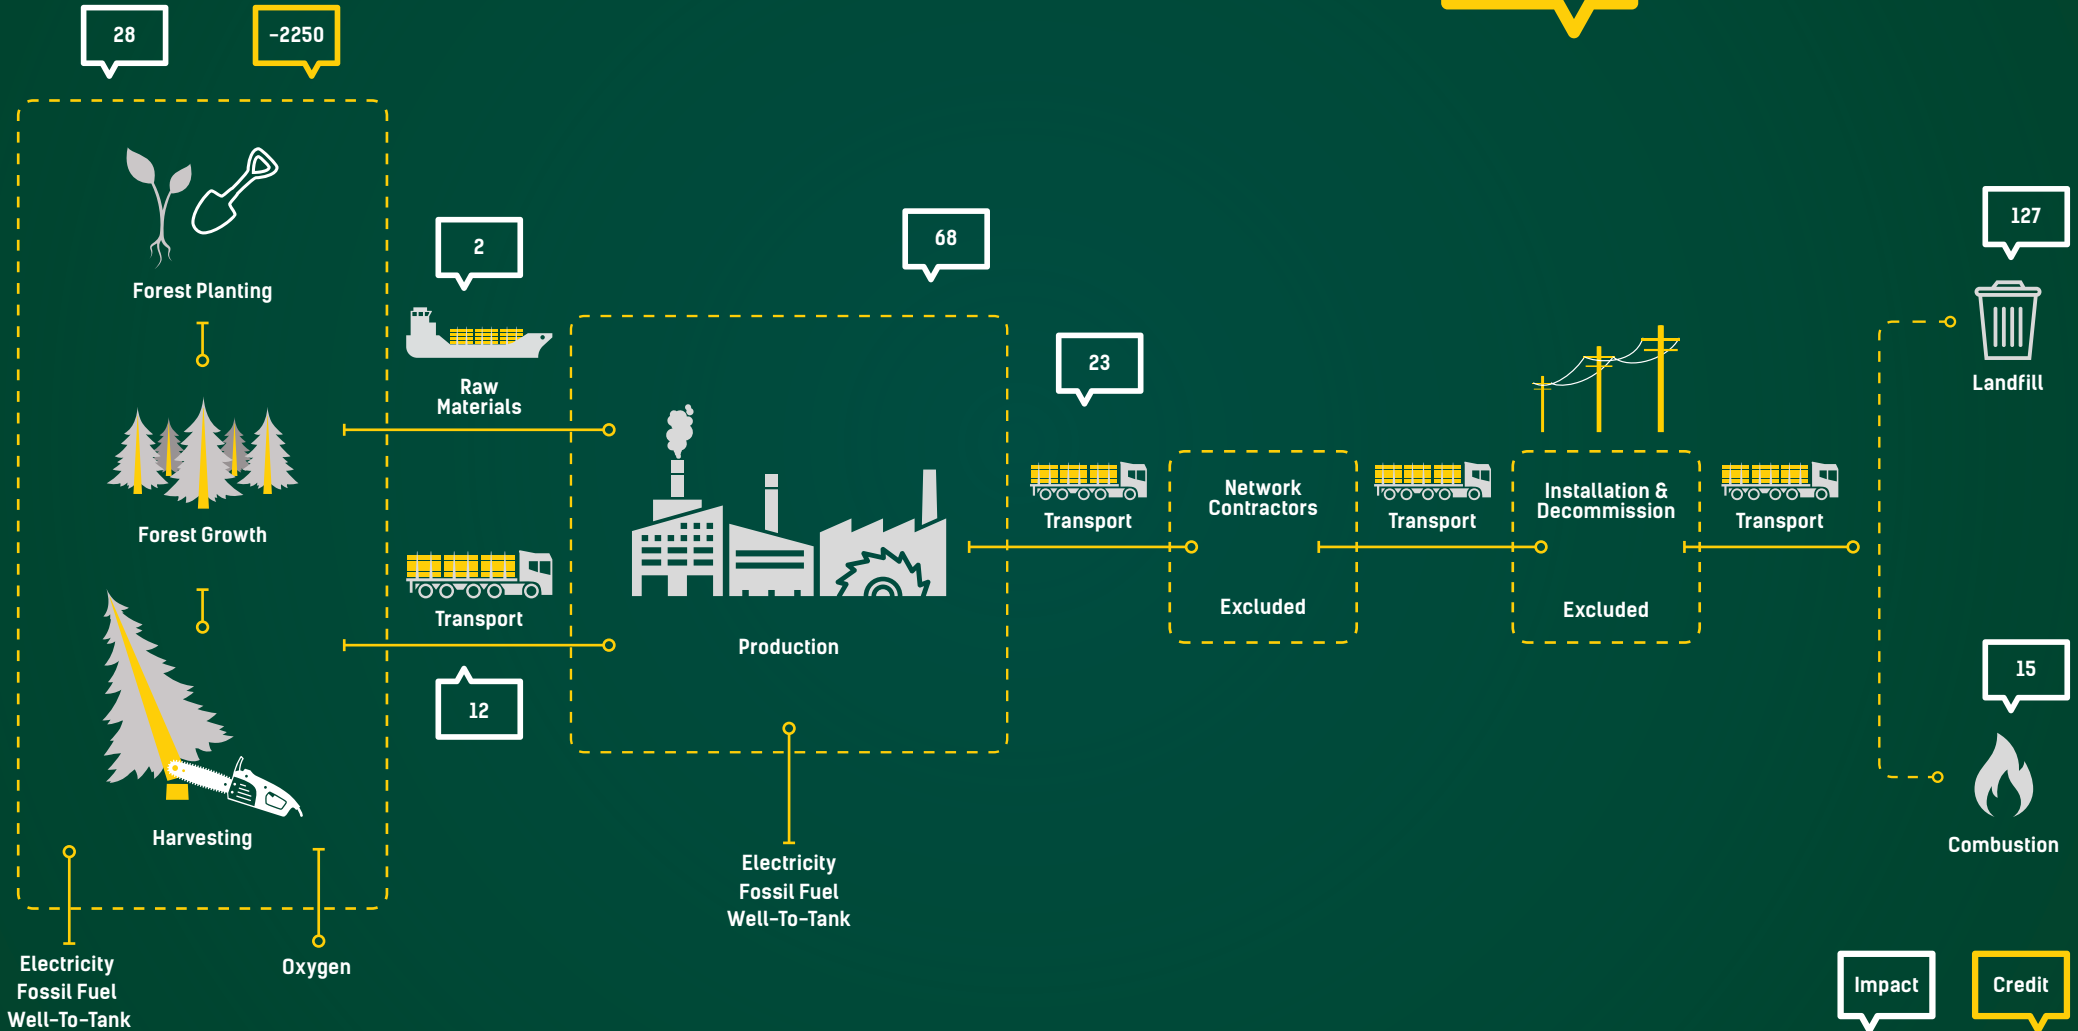 28
-2250
Forest Planting
Forest Growth
Harvesting
Electricity
Fossil Fuel
Well-To-Tank
Oxygen
2
Raw
Materials
Transport
12
68
Production
Electricity
Fossil Fuel
Well-To-Tank
23
Transport
Network
Contractors
Excluded
Transport
Installation &
Decommission
Excluded
Transport
127
Landfill
15
Combustion
Impact
Credit